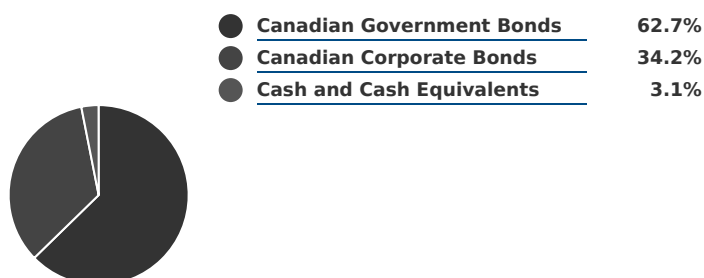 Canadian Government Bonds 62.7%
Canadian Corporate Bonds 34.2%
Cash and Cash Equivalents 3.1%